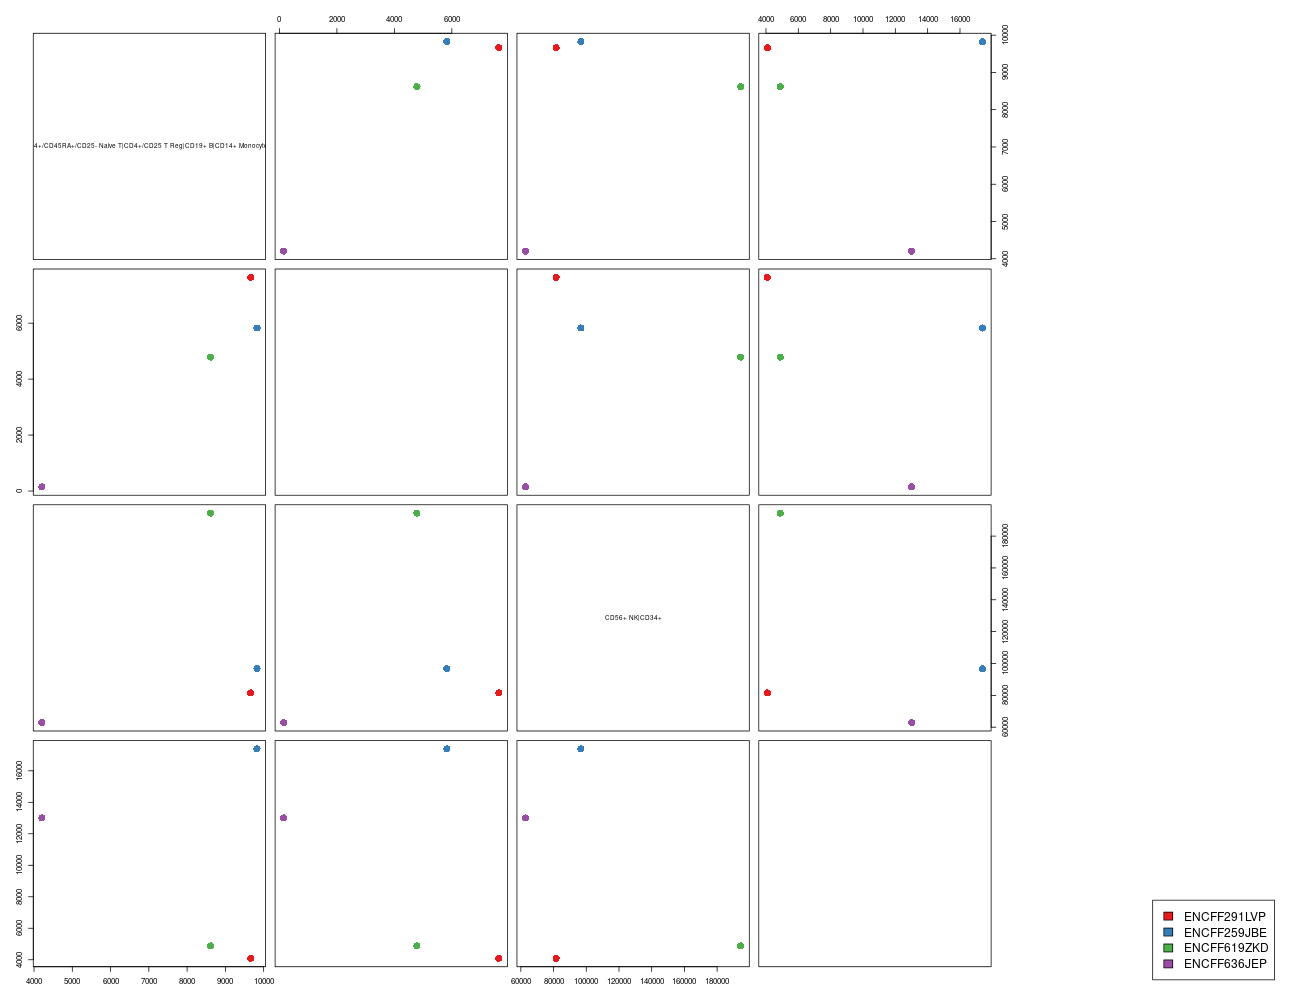 0 2000 4000 6000
4000 6000 8000 10000 12000 14000 16000
4+/CD45RA+/CD25- Naive T|CD4+/CD25 T Reg|CD19+ B|CD14+ Monocyt
10000
9000
8000
7000
6000
5000
4000
6000
4000
2000
0
CD56+ NK|CD34+
180000
160000
140000
120000
100000
80000
60000
16000
14000
12000
10000
8000
6000
4000
4000 5000 6000 7000 8000 9000 10000
60000 80000 100000 120000 140000 160000 180000
ENCFF291LVP
ENCFF259JBE
ENCFF619ZKD
ENCFF636JEP